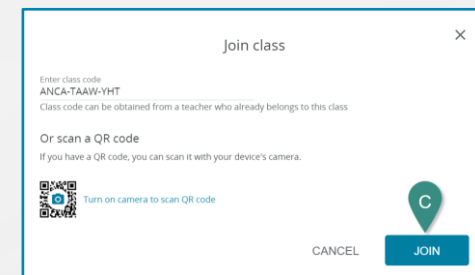 Join class
Enter class code
ANCA-TAAW-YHT
Class code can be obtained from a teacher who already belongs to this class
Or scan a QR code
If you have a QR code, you can scan it with your device's camera.
Turn on camera to scan QR code
C
CANCEL JOIN